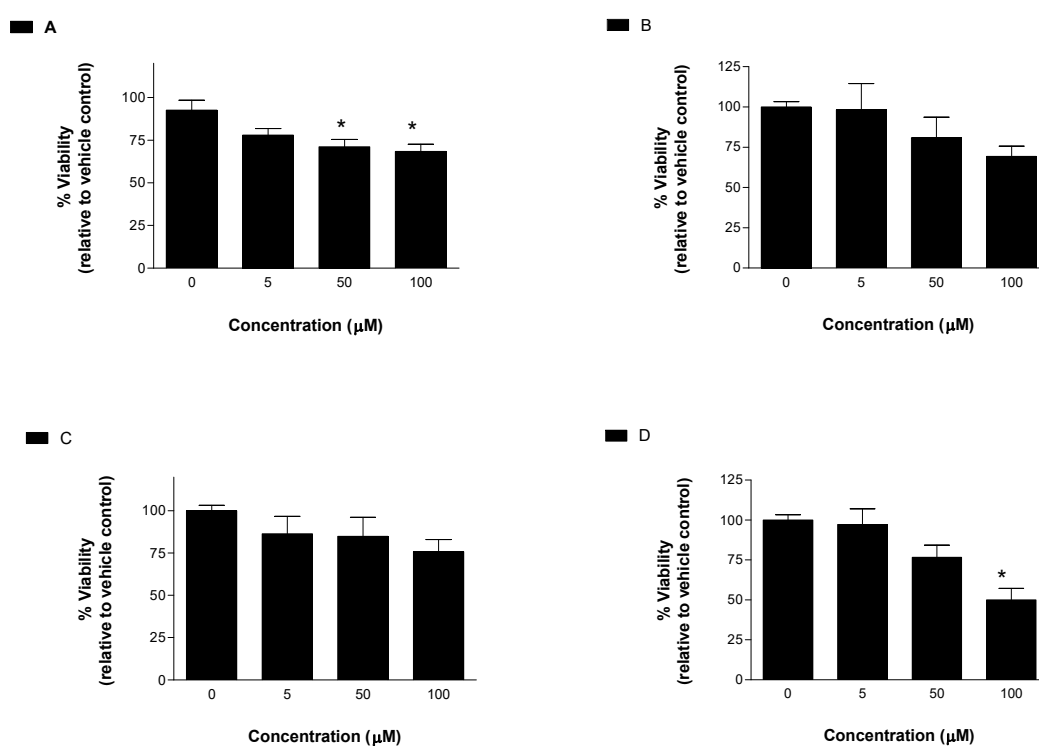 A
% Viability
(relative to vehicle control)
100
75
50
25
0
*
*
0 5 50 100
Concentration (μM)
B
% Viability
(relative to vehicle control)
125
100
75
50
25
0
0 5 50 100
Concentration (μM)
C
% Viability
(relative to vehicle control)
100
75
50
25
0
0 5 50 100
Concentration (μM)
D
% Viability
(relative to vehicle control)
125
100
75
50
25
0
*
0 5 50 100
Concentration (μM)